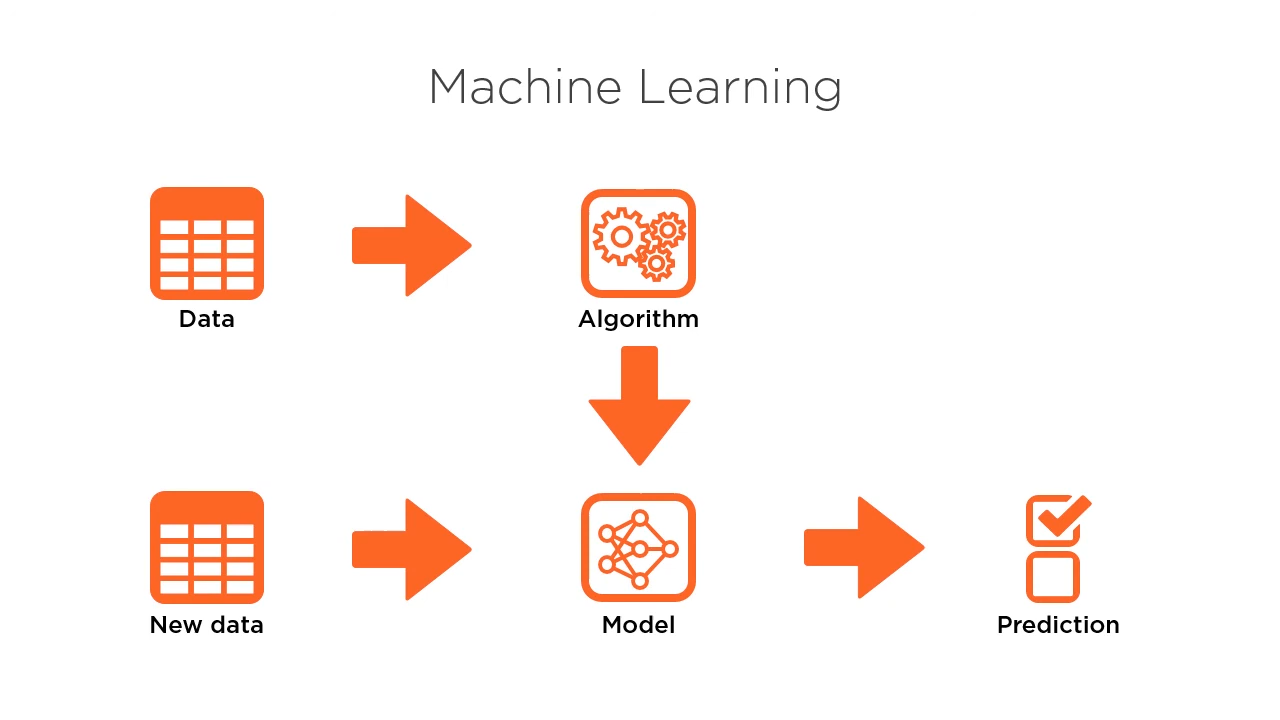 Machine Learning
Data
Algorithm
New data
Model
Prediction